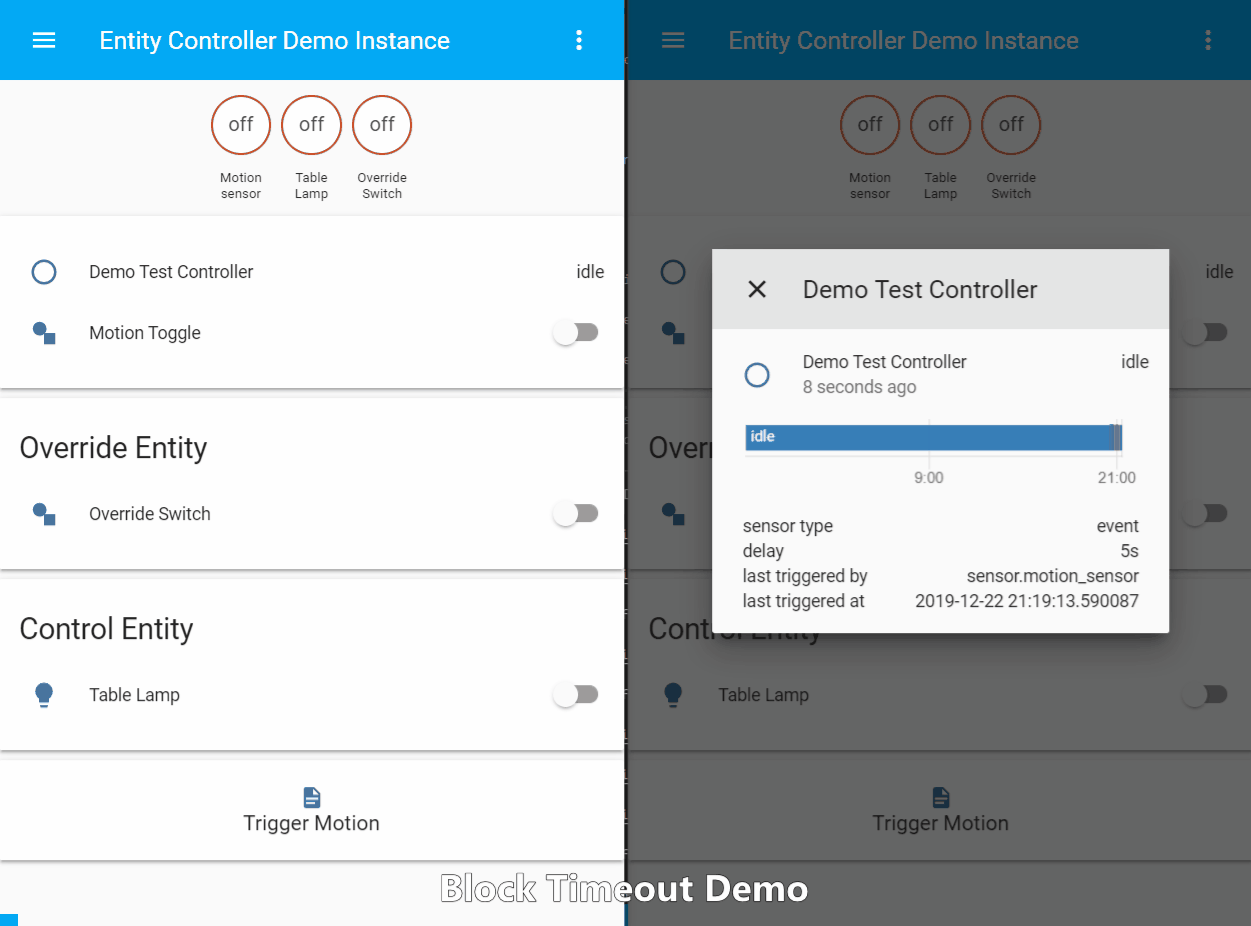 Entity Controller Demo Instance
off off off
Motion sensor
Table Lamp
Override Switch
Demo Test Controller idle
Motion Toggle
Override Entity
Override Switch
Control Entity
Table Lamp
Trigger Motion
Entity Controller Demo Instance
off off off
Motion sensor
Table Lamp
Override Switch
idle
Demo Test Controller
Demo Test Controller idle
8 seconds ago
idle
9:00 21:00
sensor type event
delay 5s
last triggered by sensor.motion_sensor
last triggered at 2019-12-22 21:19:13.590087
Control Entity
Table Lamp
Trigger Motion
Block Timeout Demo